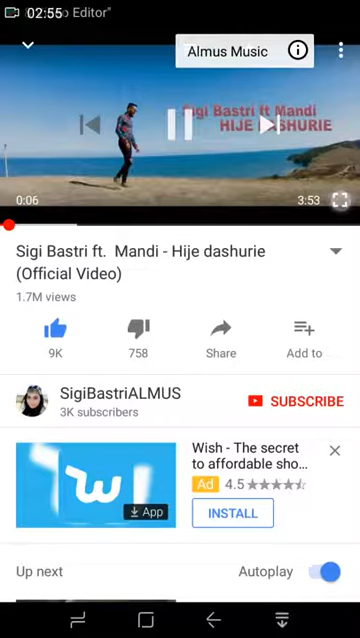 02:55
Editor"
Almus Music
Sigi Bastri ft Mandi
HIJE DASHURIE
0:06
3:53
Sigi Bastri ft. Mandi - Hije dashurie
(Official Video)
1.7M views
9K
758
Share
Add to
SigiBastriALMUS
3K subscribers
SUBSCRIBE
Wish - The secret
to affordable sho...
Ad 4.5
INSTALL
App
Up next
Autoplay